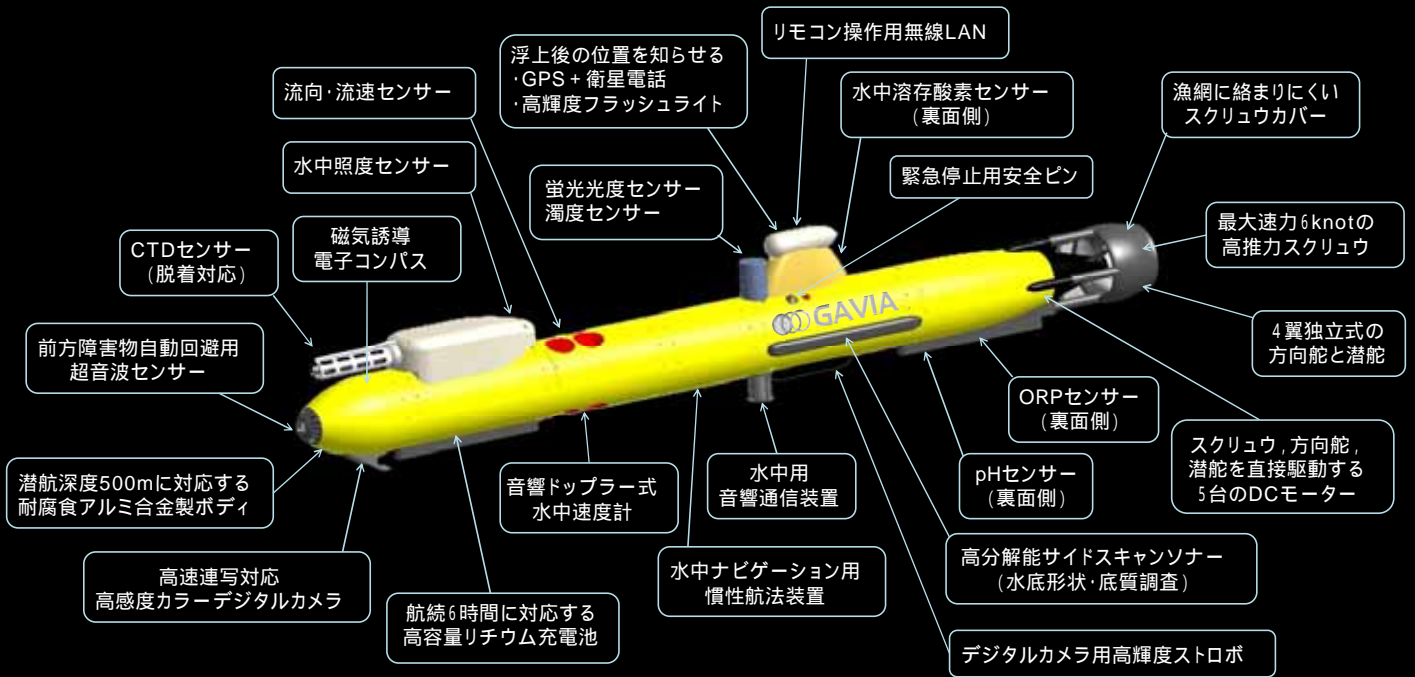 リモコン操作用無線LAN
浮上後の位置を知らせる
・GPS+衛星電話
・高輝度フラッシュライト
流向・流速センサー
水中溶存酸素センサー
(裏面側)
漁網に絡まりにくい
スクリュウカバー
水中照度センサー
蛍光光度センサー
濁度センサー
緊急停止用安全ピン
CTDセンサー
(脱着対応)
磁気誘導
電子コンパス
最大速力6knotの
高推力スクリュウ
GAVIA
前方障害物自動回避用
超音波センサー
4翼独立式の
方向舵と潜舵
ORPセンサー
(裏面側)
潜航深度500mに対応する
耐腐食アルミ合金製ボディ
音響ドップラー式
水中速度計
水中用
音響通信装置
pHセンサー
(裏面側)
スクリュウ,方向舵,
潜舵を直接駆動する
5台のDCモーター
高速連写対応
高感度カラーデジタルカメラ
航続6時間に対応する
高容量リチウム充電池
水中ナビゲーション用
慣性航法装置
高分解能サイドスキャンソナー
(水底形状・底質調査)
デジタルカメラ用高輝度ストロボ